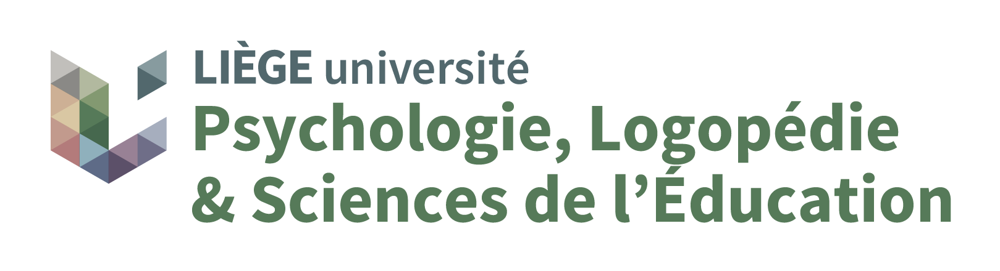 LIÈGE université
Psychologie, Logopédie
& Sciences de l’Éducation